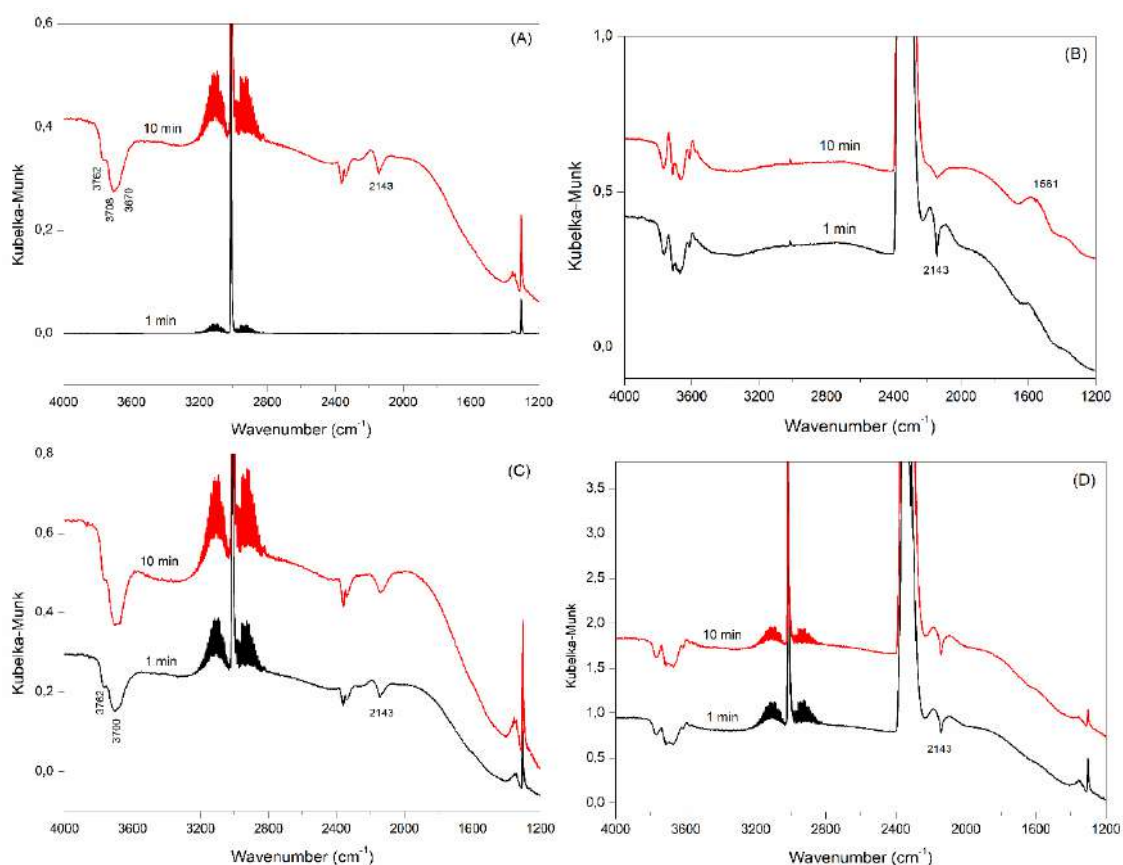 (A)
Kubelka-Munk
0,6
0,4
0,2
0,0
10 min
1 min
3762
3708
3670
2143
4000 3600 3200 2800 2400 2000 1600 1200
Wavenumber (cm-1)
(B)
Kubelka-Munk
1,0
0,5
0,0
10 min
1 min
1561
2143
4000 3600 3200 2800 2400 2000 1600 1200
Wavenumber (cm-1)
(C)
Kubelka-Munk
0,8
0,6
0,4
0,2
0,0
10 min
1 min
3762
3700
2143
4000 3600 3200 2800 2400 2000 1600 1200
Wavenumber (cm-1)
(D)
Kubelka-Munk
3,5
3,0
2,5
2,0
1,5
1,0
0,5
0,0
10 min
1 min
2143
4000 3600 3200 2800 2400 2000 1600 1200
Wavenumber (cm-1)